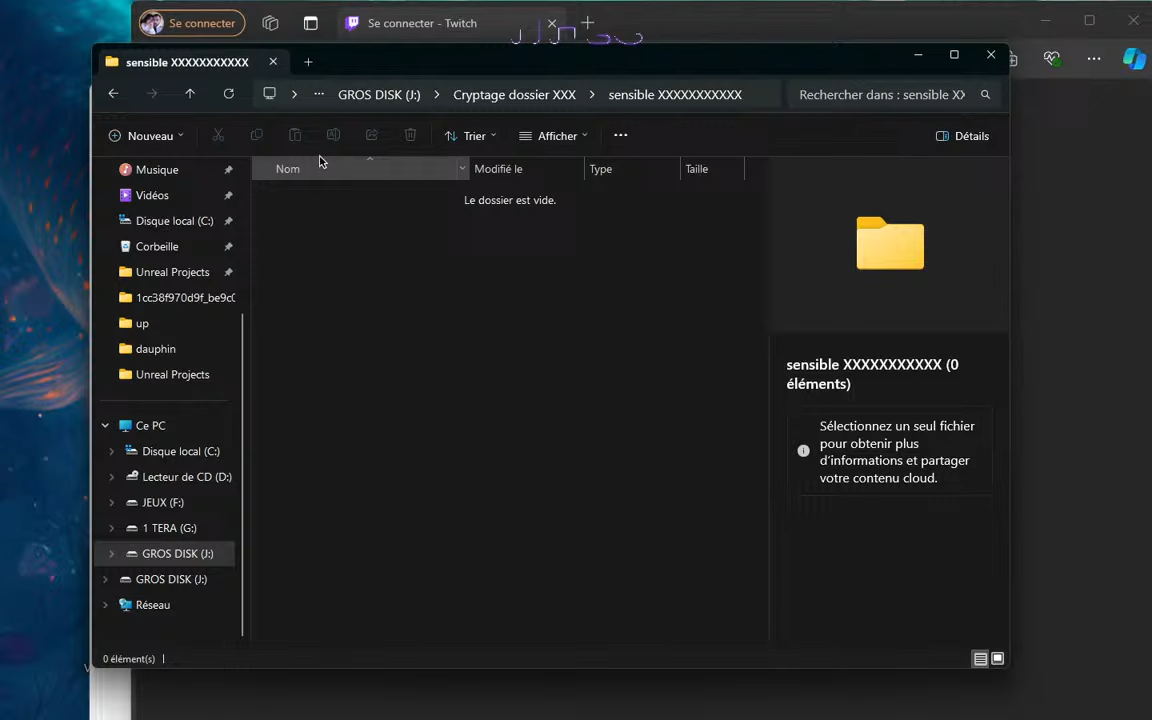 Se connecter
Se connecter - Twitch
sensible XXXXXXXXXXX
GROS DISK (J:) > Cryptage dossier XXX > sensible XXXXXXXXXXX
Rechercher dans : sensible X>
Nouveau
Trier
Afficher
Détails
Nom
Modifié le
Type
Taille
Le dossier est vide.
Musique
Vidéos
Disque local (C:)
Corbeille
Unreal Projects
1cc38f970d9f_be9c0
up
dauphin
Unreal Projects
Ce PC
Disque local (C:)
Lecteur de CD (D:)
JEUX (F:)
1 TERA (G:)
GROS DISK (J:)
GROS DISK (J:)
Réseau
sensible XXXXXXXXXXX (0
éléments)
Sélectionnez un seul fichier
pour obtenir plus
d'informations et partager
votre contenu cloud.
0 élément(s)